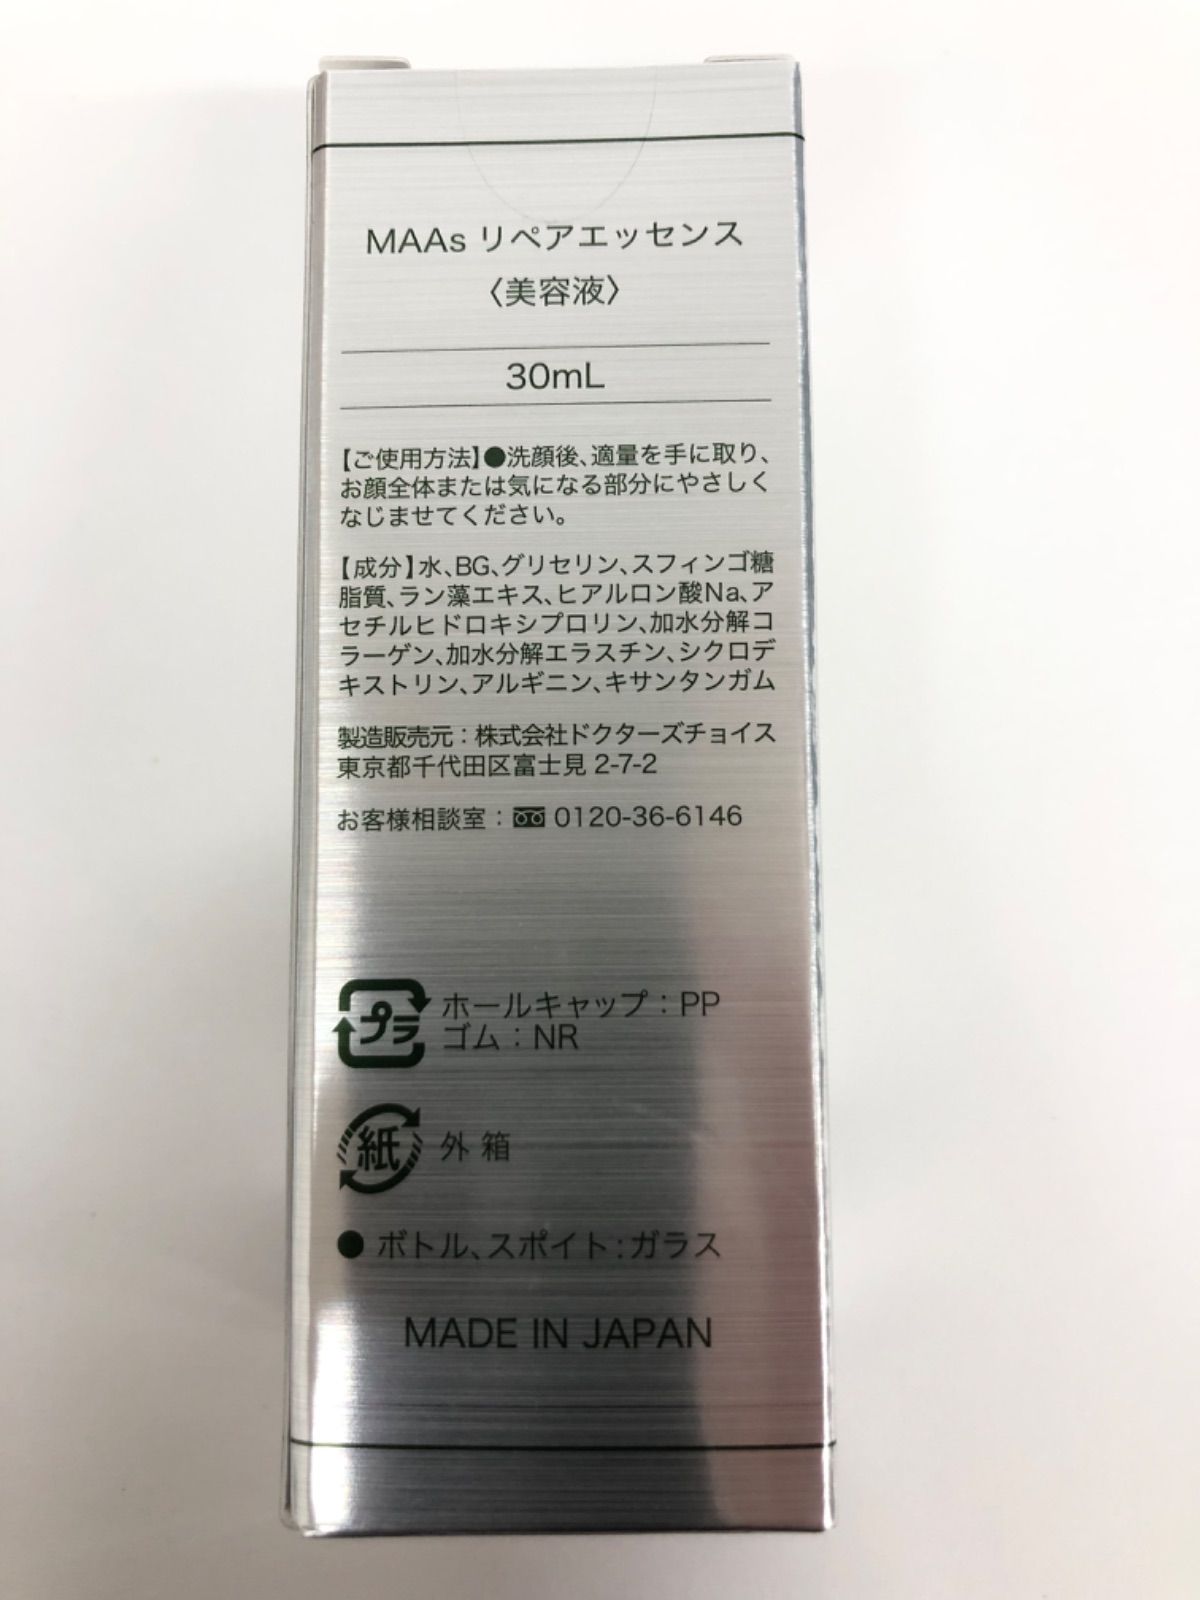 MAAs リペアエッセンス
〈美容液〉
30mL
【ご使用方法】●洗顔後、適量を手に取り、
お顔全体または気になる部分にやさしく
なじませてください。
【成分】水、BG、グリセリン、スフィンゴ糖
脂質、ラン藻エキス、ヒアルロン酸Na、ア
セチルヒドロキシプロリン、加水分解コ
ラーゲン、加水分解エラスチン、シクロデ
キストリン、アルギニン、キサンタンガム
製造販売元：株式会社ドクターズチョイス
東京都千代田区富士見 2-7-2
お客様相談室： 0120-36-6146
プラ
ホールキャップ：PP
ゴム：NR
紙
外 箱
● ボトル、スポイト：ガラス
MADE IN JAPAN